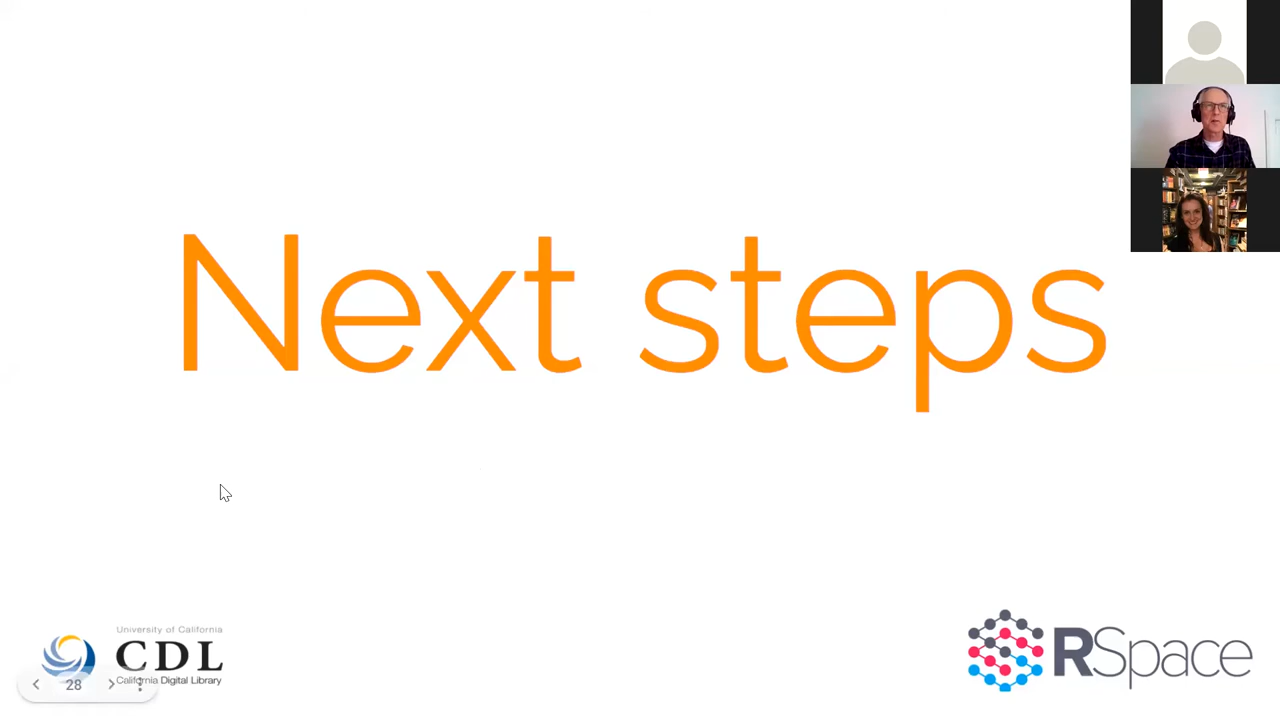 Next steps
University of California
CDL
California Digital Library
28
RSpace